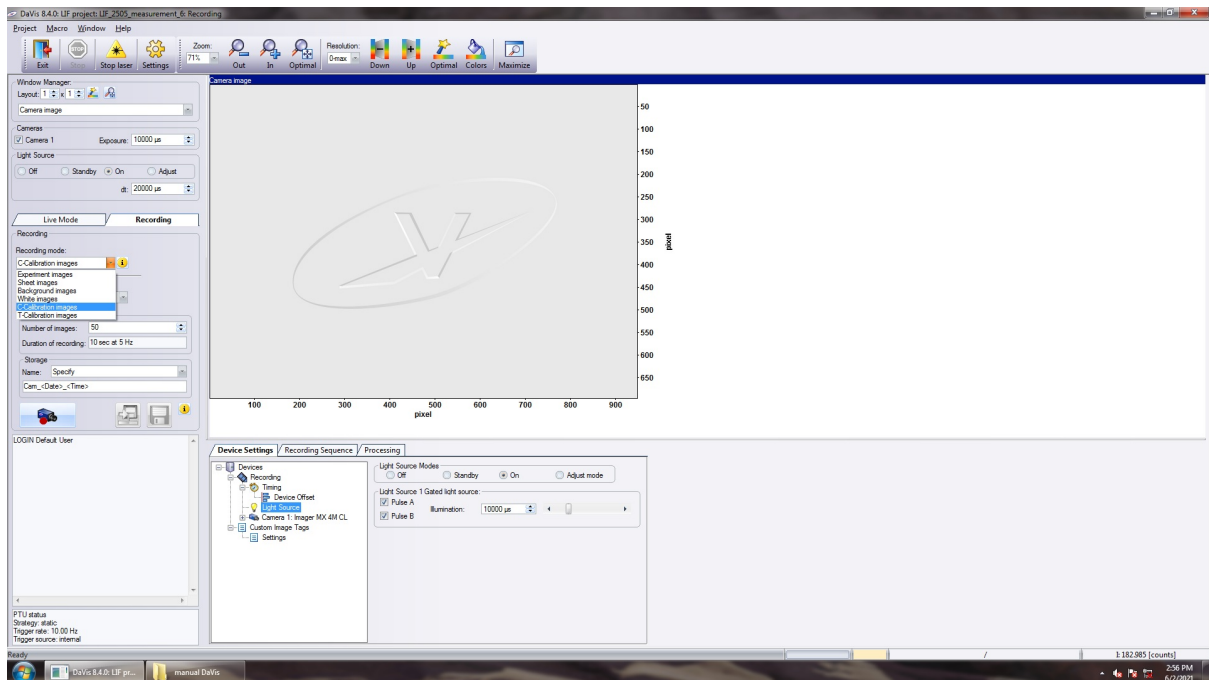 DaVis 8.4.0: LIF project: LIF_2505_measurement_6: Recording
Project Macro Window Help
Exit Stop Stop laser Settings Zoom: 71% Out In Optimal Resolution: 0-max Down Up Optimal Colors Maximize
Window Manager:
Layout: 1 x 1
Camera image
Cameras
Camera 1 Exposure: 10000 µs
Light Source
Off Standby On Adjust
dt: 20000 µs
Live Mode Recording
Recording
Recording mode:
C-Calibration images
Experiment images
Sheet images
Background images
White images
C-Calibration images
T-Calibration images
Number of images: 50
Duration of recording: 10 sec at 5 Hz
Storage
Name: Specify
Cam_<Date>_<Time>
LOGIN Default User
PTU status
Strategy: static
Trigger rate: 10.00 Hz
Trigger source: internal
Camera image
50
100
150
200
250
300
350
400
450
500
550
600
650
pixel
100 200 300 400 500 600 700 800 900
pixel
Device Settings Recording Sequence Processing
Devices
Recording
Timing
Device Offset
Light Source
Camera 1: Imager MX 4M CL
Custom Image Tags
Settings
Light Source Modes
Off Standby On Adjust mode
Light Source 1 Gated light source:
Pulse A
Illumination: 10000 µs
Pulse B
Ready / 1: 182.985 [counts]
DaVis 8.4.0: LIF pr... manual DaVis
2:56 PM
6/2/2021